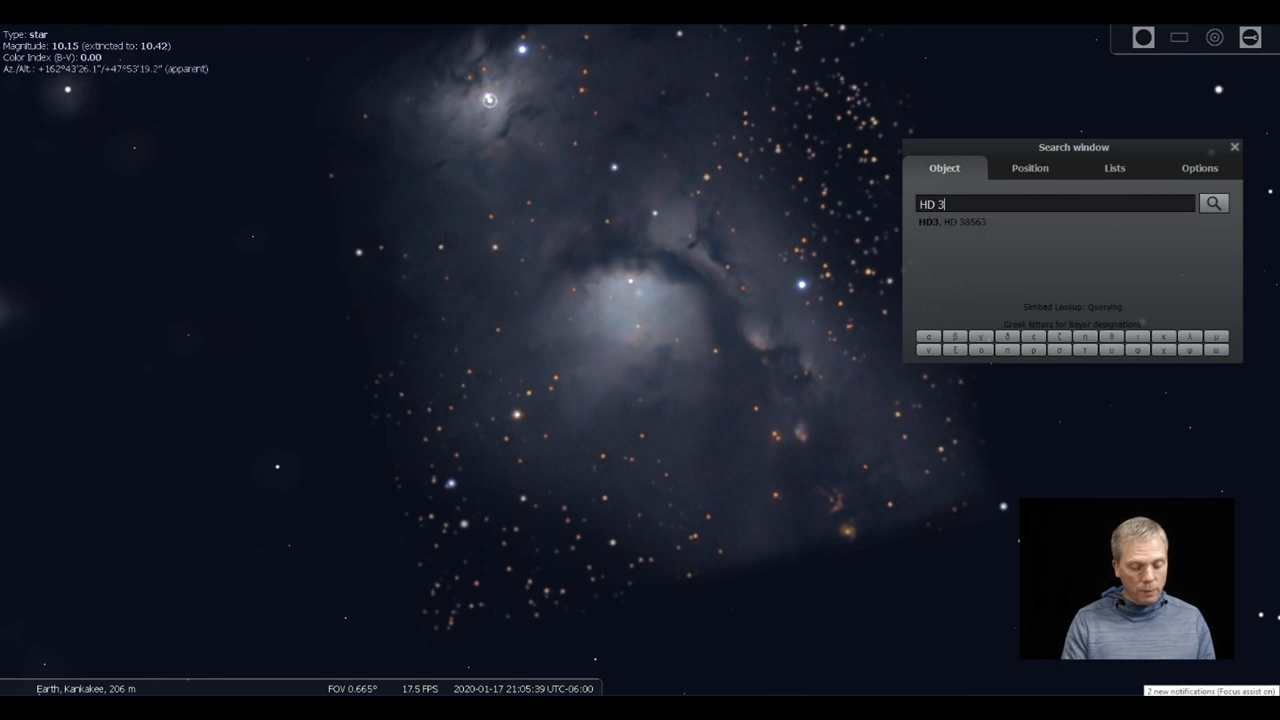 Type: star
Magnitude: 10.15 (extincted to: 10.42)
Color Index (B-V): 0.00
Az./Alt.: +162°43'26.1"/+47°53'19.2" (apparent)
Search window
Object Position Lists Options
HD 3
HD3, HD 38563
Simbad Lookup: Querying
Greek letters for Bayer designations
α β γ δ ε ζ η θ ι κ λ μ
ν ξ ο π ρ σ τ υ φ χ ψ ω
Earth, Kankakee, 206 m FOV 0.665° 17.5 FPS 2020-01-17 21:05:39 UTC-06:00
2 new notifications (Focus assist on)